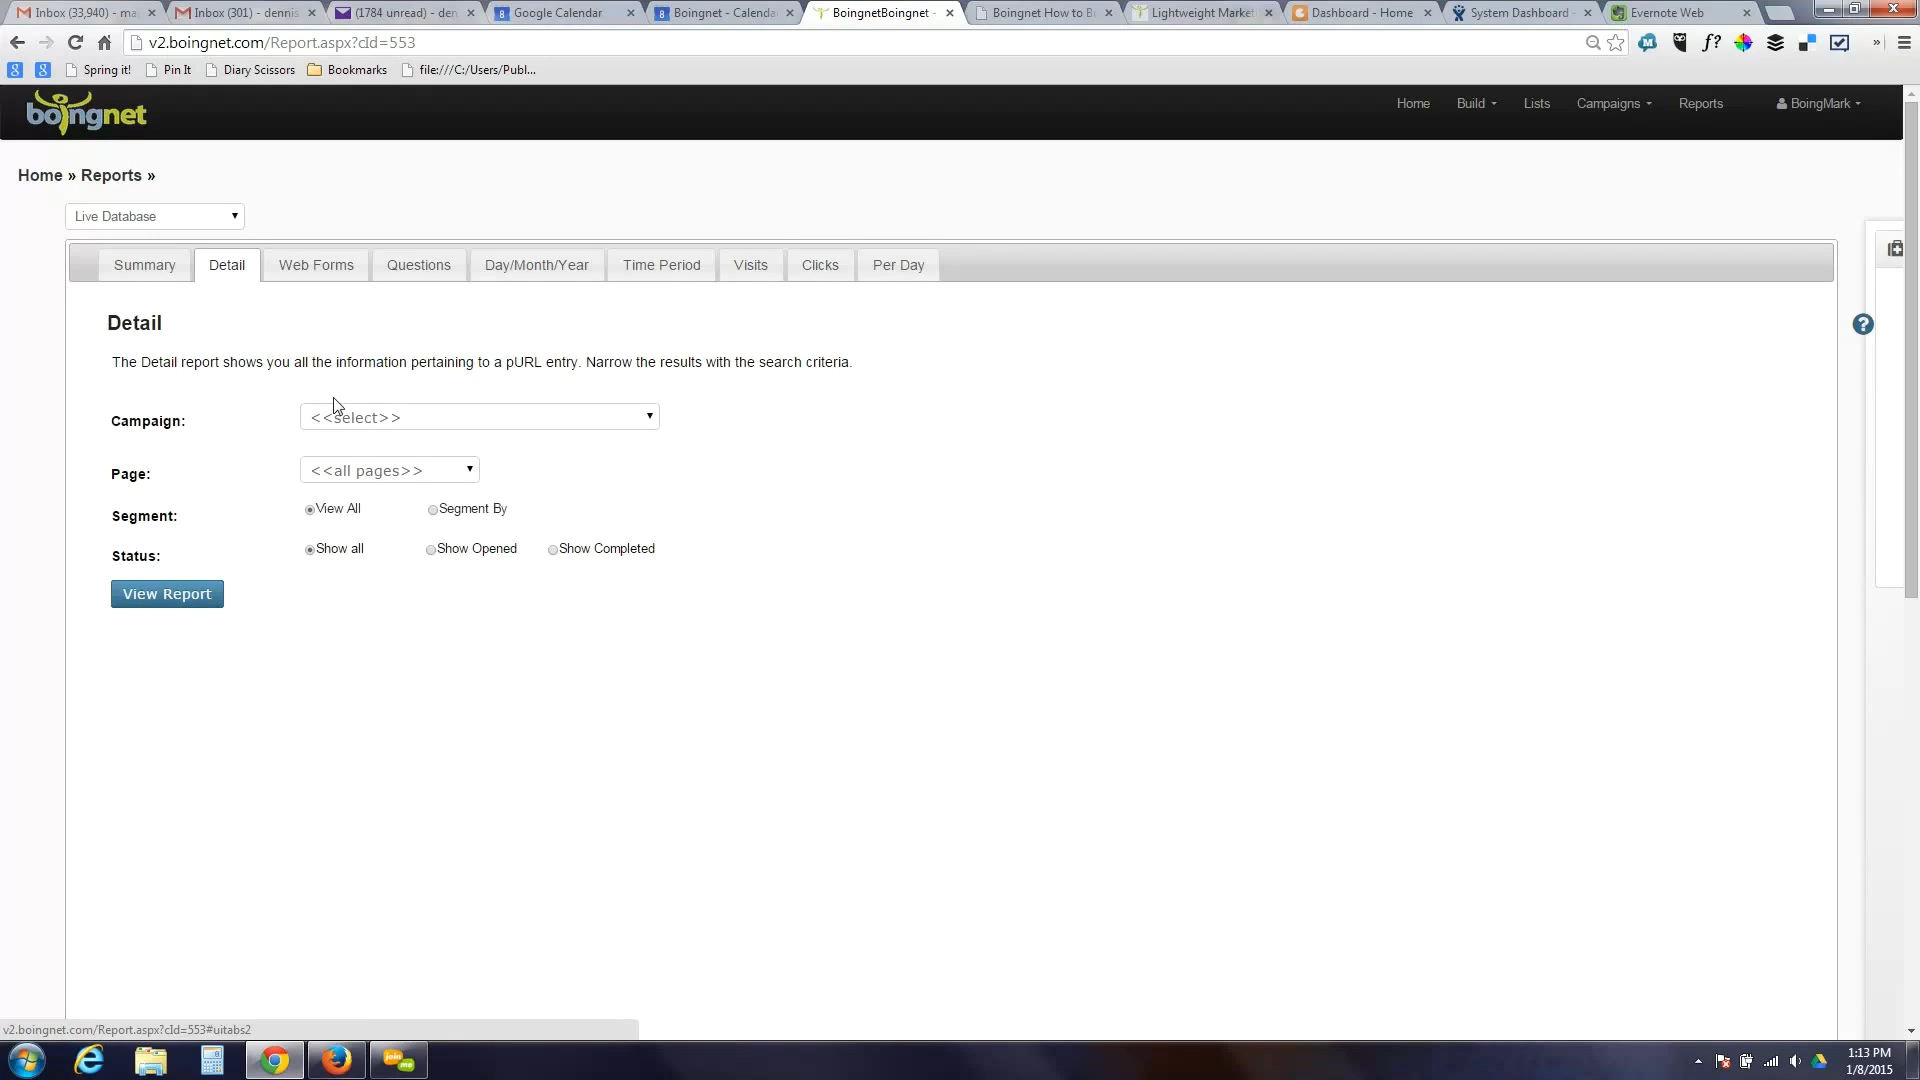 Inbox (33,940) - ma
Inbox (301) - dennis
(1784 unread) - den
Google Calendar
Boingnet - Calenda
BoingnetBoingnet -
Boingnet How to B
Lightweight Market
Dashboard - Home
System Dashboard -
Evernote Web
v2.boingnet.com/Report.aspx?cId=553
f?
»
Spring it!
Pin It
Diary Scissors
Bookmarks
file:///C:/Users/Publ...
boingnet
Home
Build
Lists
Campaigns
Reports
BoingMark
Home » Reports »
Live Database
Summary
Detail
Web Forms
Questions
Day/Month/Year
Time Period
Visits
Clicks
Per Day
Detail
?
The Detail report shows you all the information pertaining to a pURL entry. Narrow the results with the search criteria.
Campaign:
<<select>>
Page:
<<all pages>>
Segment:
View All
Segment By
Status:
Show all
Show Opened
Show Completed
View Report
v2.boingnet.com/Report.aspx?cId=553#uitabs2
join
me
1:13 PM
1/8/2015